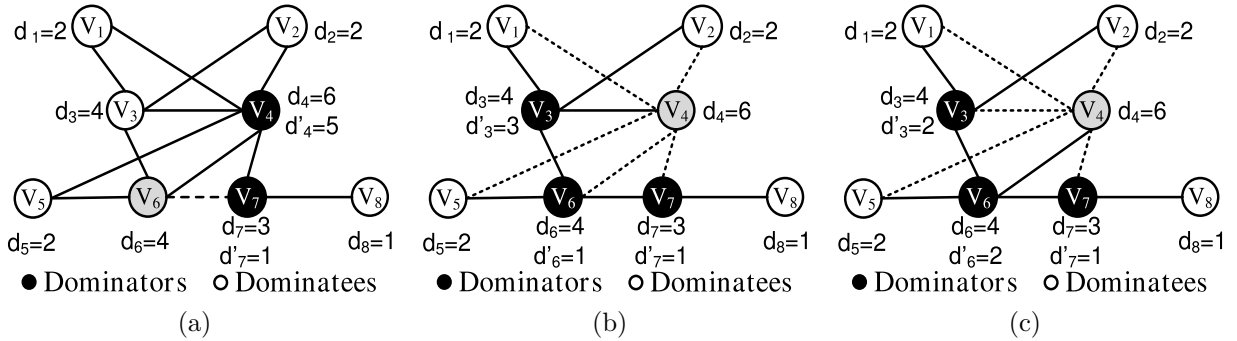 V₁ V₂
d ₁=2 d₂=2
V₃ V₄
d₃=4 d₄=6
d'₄=5
V₅ V₆ V₇ V₈
d₅=2 d₆=4 d₇=3 d₈=1
d'₇=1
Dominators Dominatees
(a)
V₁ V₂
d ₁=2 d₂=2
d₃=4
V₃ V₄
d'₃=3 d₄=6
V₅ V₆ V₇ V₈
d₅=2 d₆=4 d₇=3 d₈=1
d'₆=1 d'₇=1
Dominators Dominatees
(b)
V₁ V₂
d ₁=2 d₂=2
d₃=4
V₃ V₄
d'₃=2 d₄=6
V₅ V₆ V₇ V₈
d₅=2 d₆=4 d₇=3 d₈=1
d'₆=2 d'₇=1
Dominators Dominatees
(c)